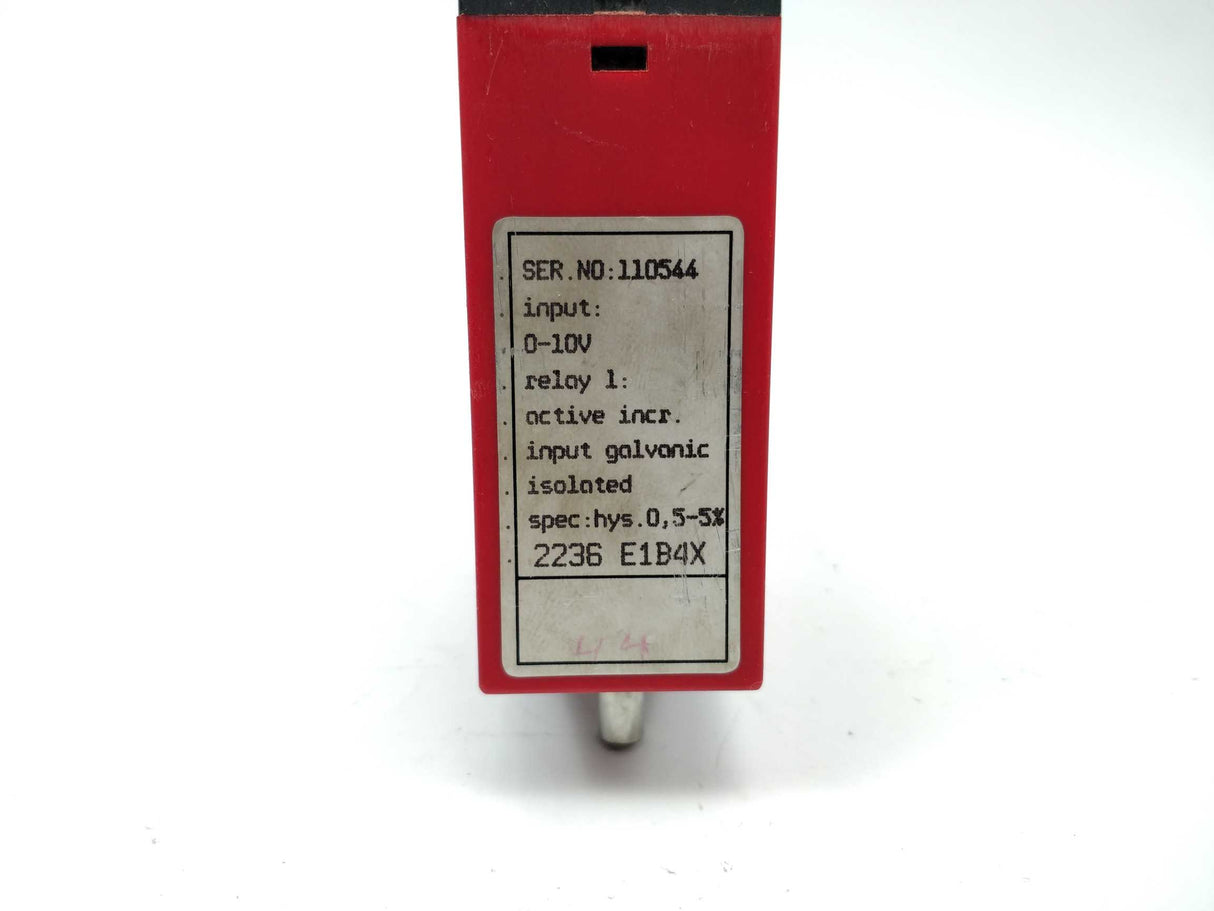 SER.NO:110544
input:
0-10V
relay 1:
active incr.
input galvanic
isolated
spec:hys.0,5-5%
2236 E1B4X
44